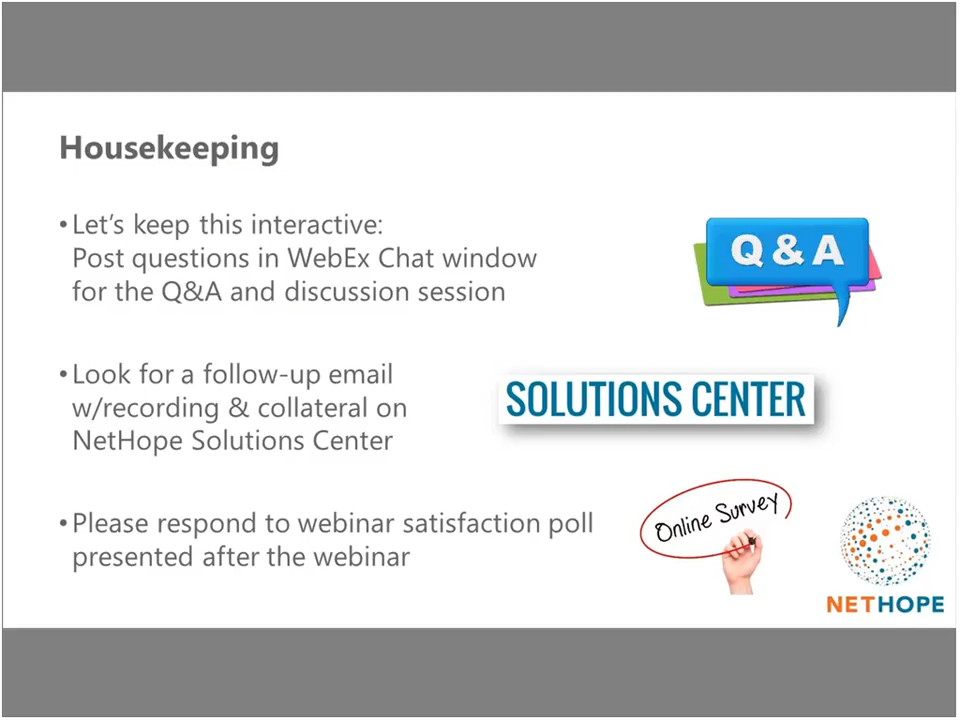 Housekeeping
•Let's keep this interactive:
Post questions in WebEx Chat window
for the Q&A and discussion session
Q & A
•Look for a follow-up email
w/recording & collateral on
NetHope Solutions Center
SOLUTIONS CENTER
•Please respond to webinar satisfaction poll
presented after the webinar
Online Survey
NETHOPE